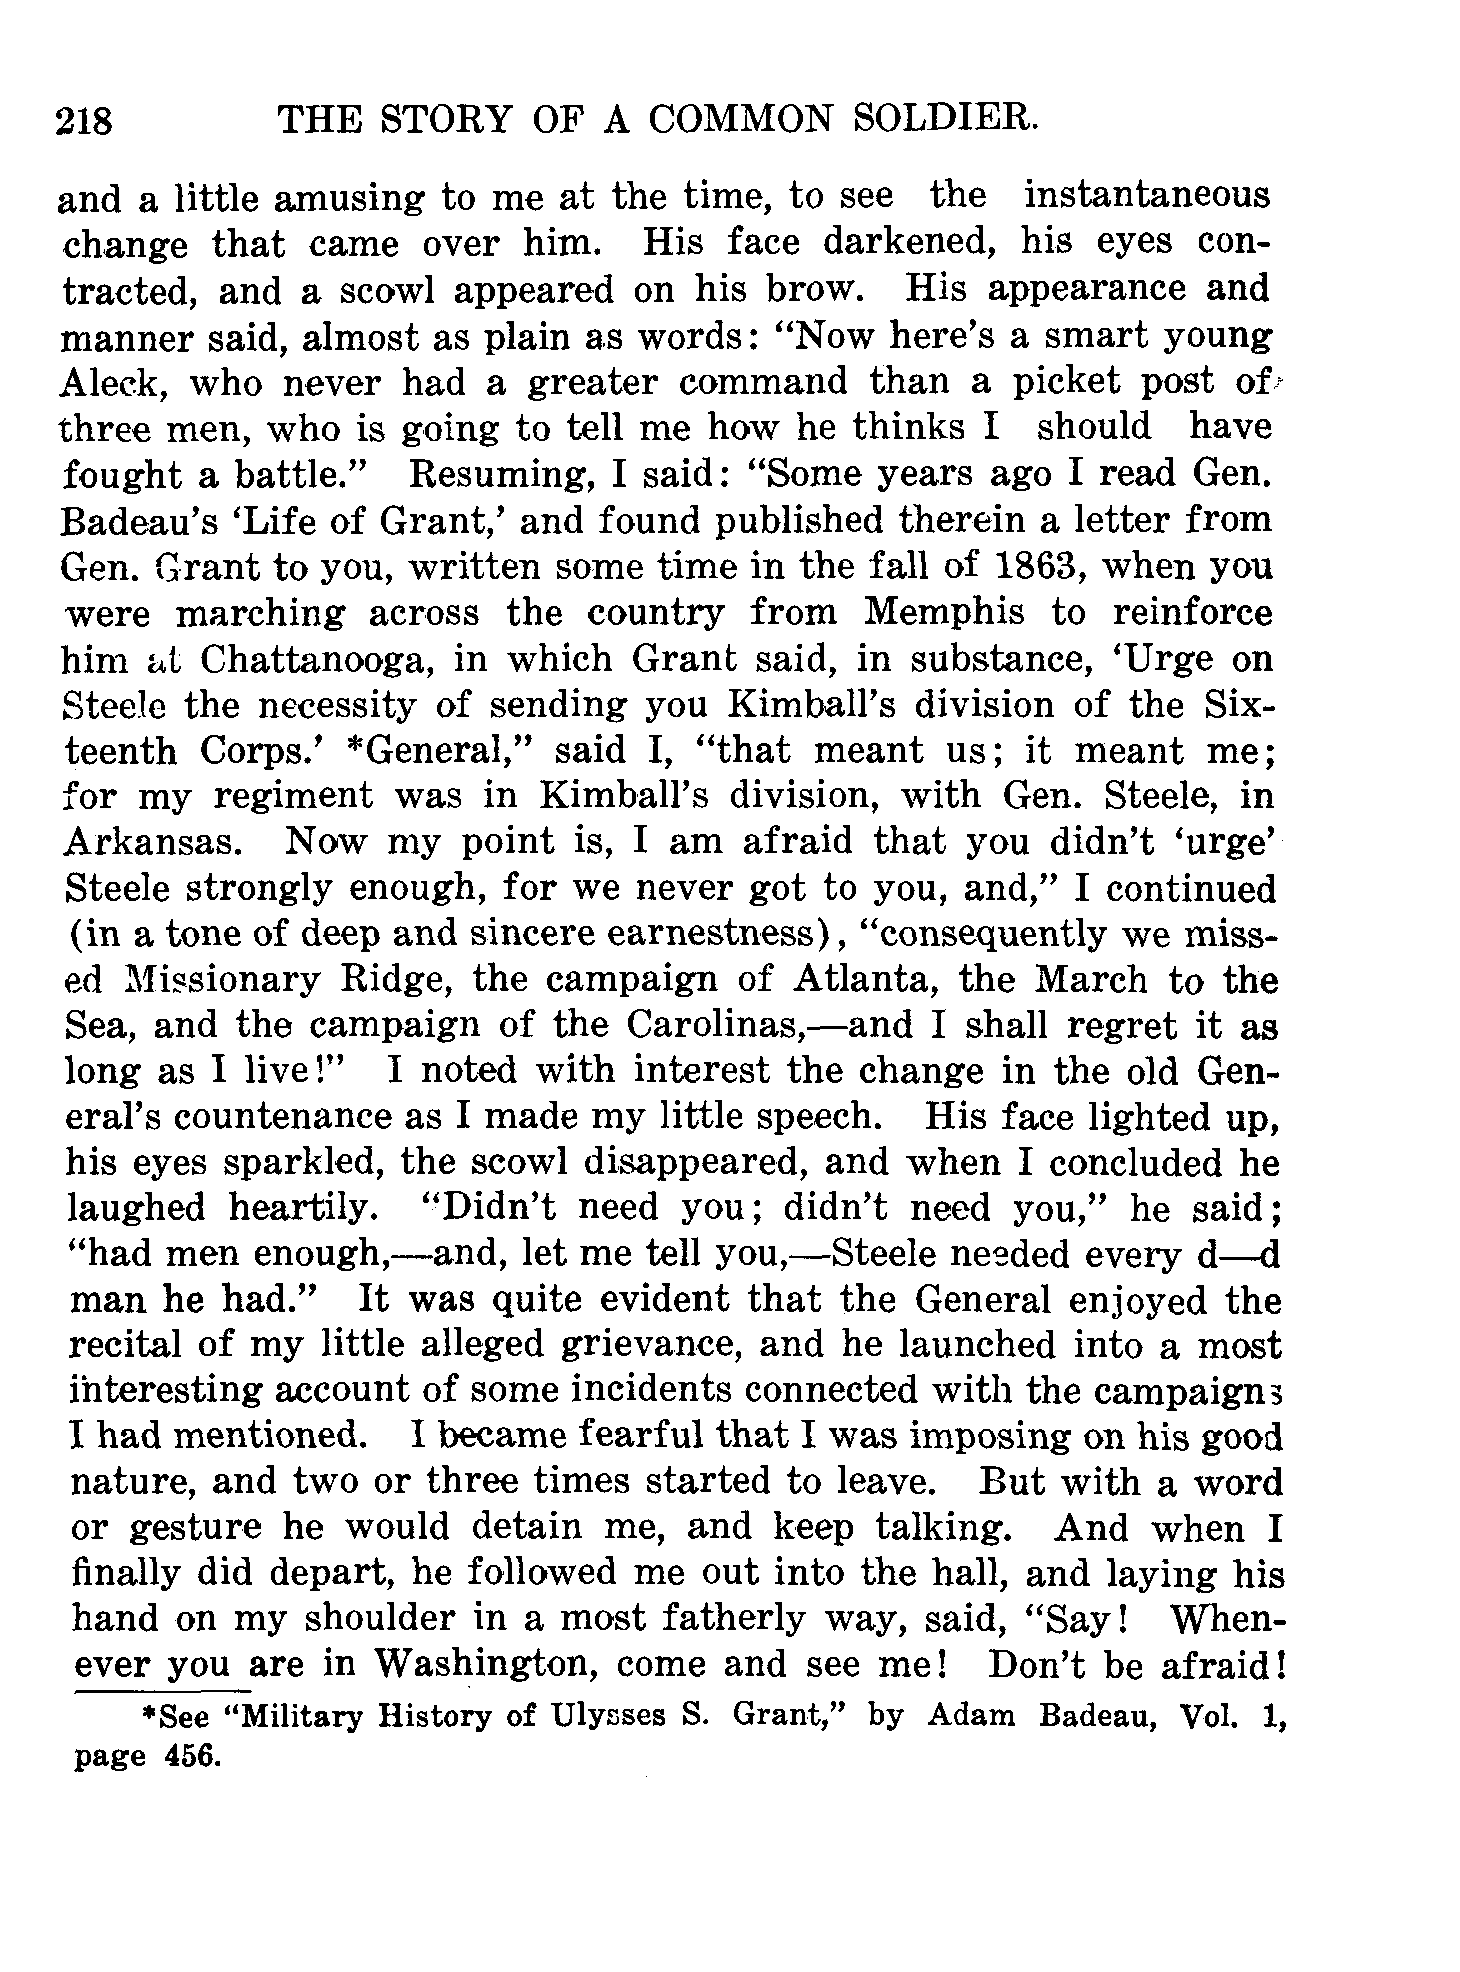 218 THE STORY OF A COMMON SOLDIER.
and a little amusing to me at the time, to see the instantaneous
change that came over him. His face darkened, his eyes con-
tracted, and a scowl appeared on his brow. His appearance and
manner said, almost as plain as words: “Now here’s a smart young
Aleck, who never had a greater command than a picket post of
three men, who is going to tell me how he thinks I should have
fought a battle.” Resuming, I said: “Some years ago I read Gen.
Badeau’s ‘Life of Grant,’ and found published therein a letter from
Gen. Grant to you, written some time in the fall of 1863, when you
were marching across the country from Memphis to reinforce
him at Chattanooga, in which Grant said, in substance, ‘Urge on
Steele the necessity of sending you Kimball’s division of the Six-
teenth Corps.’ *General,” said I, “that meant us; it meant me;
for my regiment was in Kimball’s division, with Gen. Steele, in
Arkansas. Now my point is, I am afraid that you didn’t ‘urge’
Steele strongly enough, for we never got to you, and,” I continued
(in a tone of deep and sincere earnestness), “consequently we miss-
ed Missionary Ridge, the campaign of Atlanta, the March to the
Sea, and the campaign of the Carolinas,—and I shall regret it as
long as I live!” I noted with interest the change in the old Gen-
eral’s countenance as I made my little speech. His face lighted up,
his eyes sparkled, the scowl disappeared, and when I concluded he
laughed heartily. “Didn’t need you; didn’t need you,” he said;
“had men enough,—and, let me tell you,—Steele needed every d—d
man he had.” It was quite evident that the General enjoyed the
recital of my little alleged grievance, and he launched into a most
interesting account of some incidents connected with the campaigns
I had mentioned. I became fearful that I was imposing on his good
nature, and two or three times started to leave. But with a word
or gesture he would detain me, and keep talking. And when I
finally did depart, he followed me out into the hall, and laying his
hand on my shoulder in a most fatherly way, said, “Say! When-
ever you are in Washington, come and see me! Don’t be afraid!
*See “Military History of Ulysses S. Grant,” by Adam Badeau, Vol. 1,
page 456.